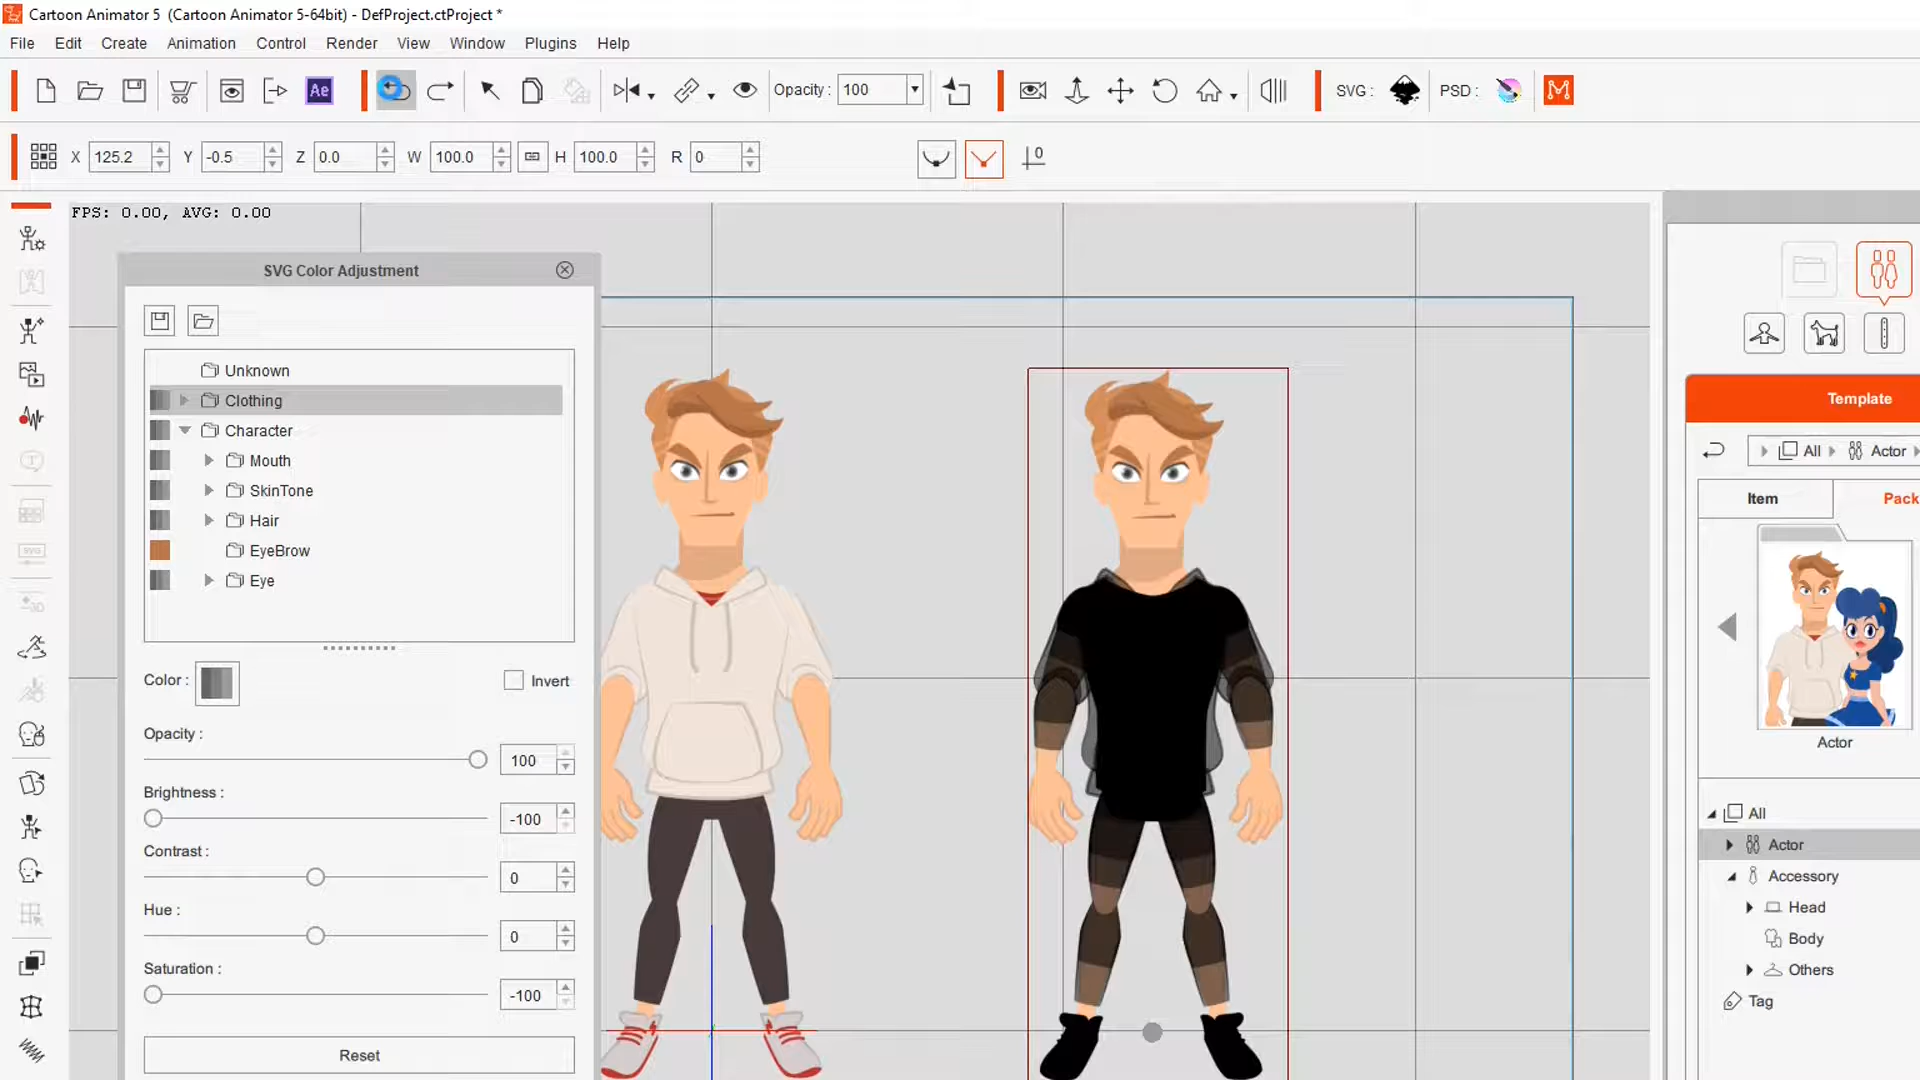 Cartoon Animator 5 (Cartoon Animator 5-64bit) - DefProject.ctProject *
File Edit Create Animation Control Render View Window Plugins Help
Ae Opacity : 100 SVG : PSD :
X 125.2 Y -0.5 Z 0.0 W 100.0 H 100.0 R 0 0
FPS: 0.00, AVG: 0.00
SVG Color Adjustment
Unknown
Clothing
Character
Mouth
SkinTone
Hair
EyeBrow
Eye
Color :
Invert
Opacity :
100
Brightness :
-100
Contrast :
0
Hue :
0
Saturation :
-100
Reset
Template
All Actor
Item Pack
Actor
All
Actor
Accessory
Head
Body
Others
Tag